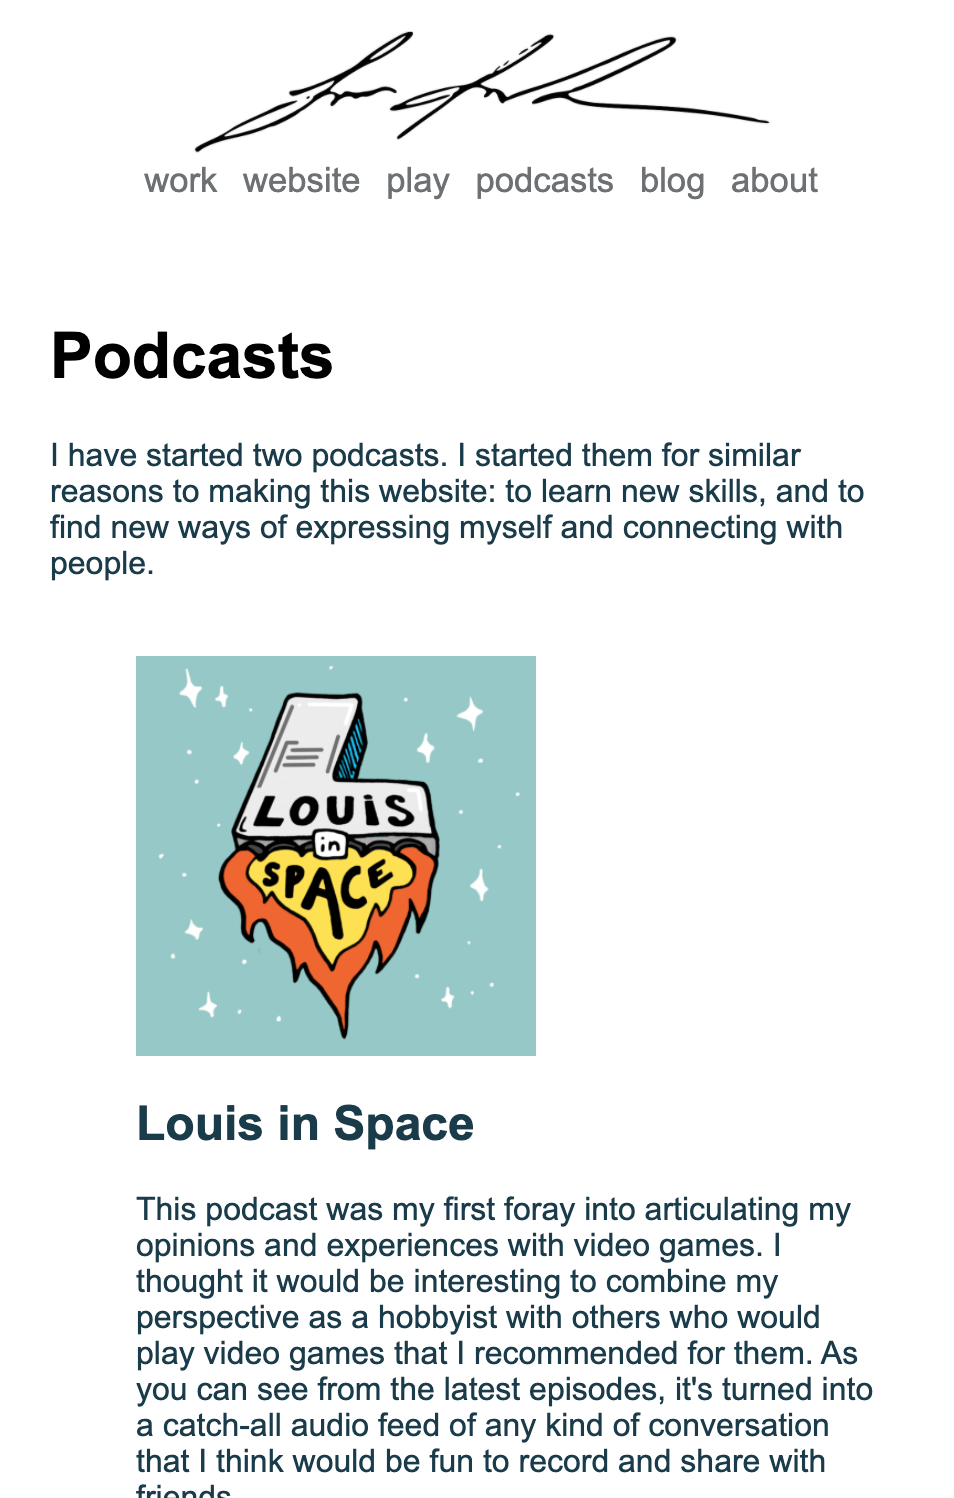 work website play podcasts blog about
Podcasts
I have started two podcasts. I started them for similar
reasons to making this website: to learn new skills, and to
find new ways of expressing myself and connecting with
people.
LOUiS
in
SPACE
Louis in Space
This podcast was my first foray into articulating my
opinions and experiences with video games. I
thought it would be interesting to combine my
perspective as a hobbyist with others who would
play video games that I recommended for them. As
you can see from the latest episodes, it's turned into
a catch-all audio feed of any kind of conversation
that I think would be fun to record and share with
friends.